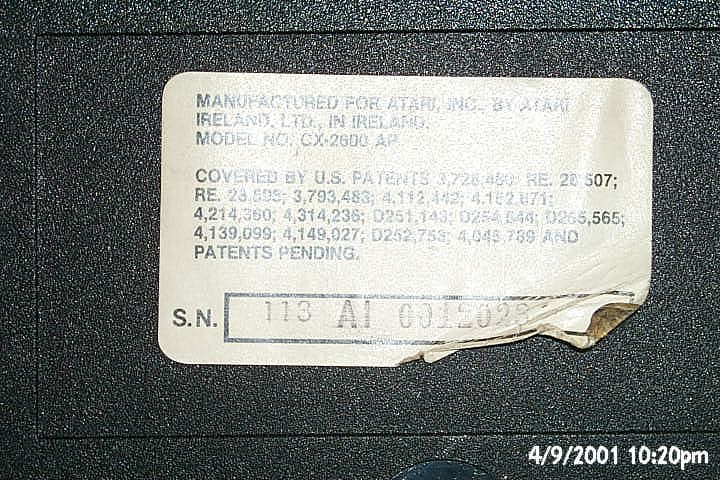 MANUFACTURED FOR ATARI, INC., BY ATARI
IRELAND, LTD., IN IRELAND.
MODEL NO. CX-2600 AP
COVERED BY U.S. PATENTS 3,728,480; RE. 28,507;
RE. 28,598; 3,793,483; 4,112,442; 4,162,071;
4,214,360; 4,314,236; D251,143; D254,544; D265,565;
4,139,099; 4,149,027; D252,753; 4,045,789 AND
PATENTS PENDING.
S.N. 113 AI
4/9/2001 10:20pm